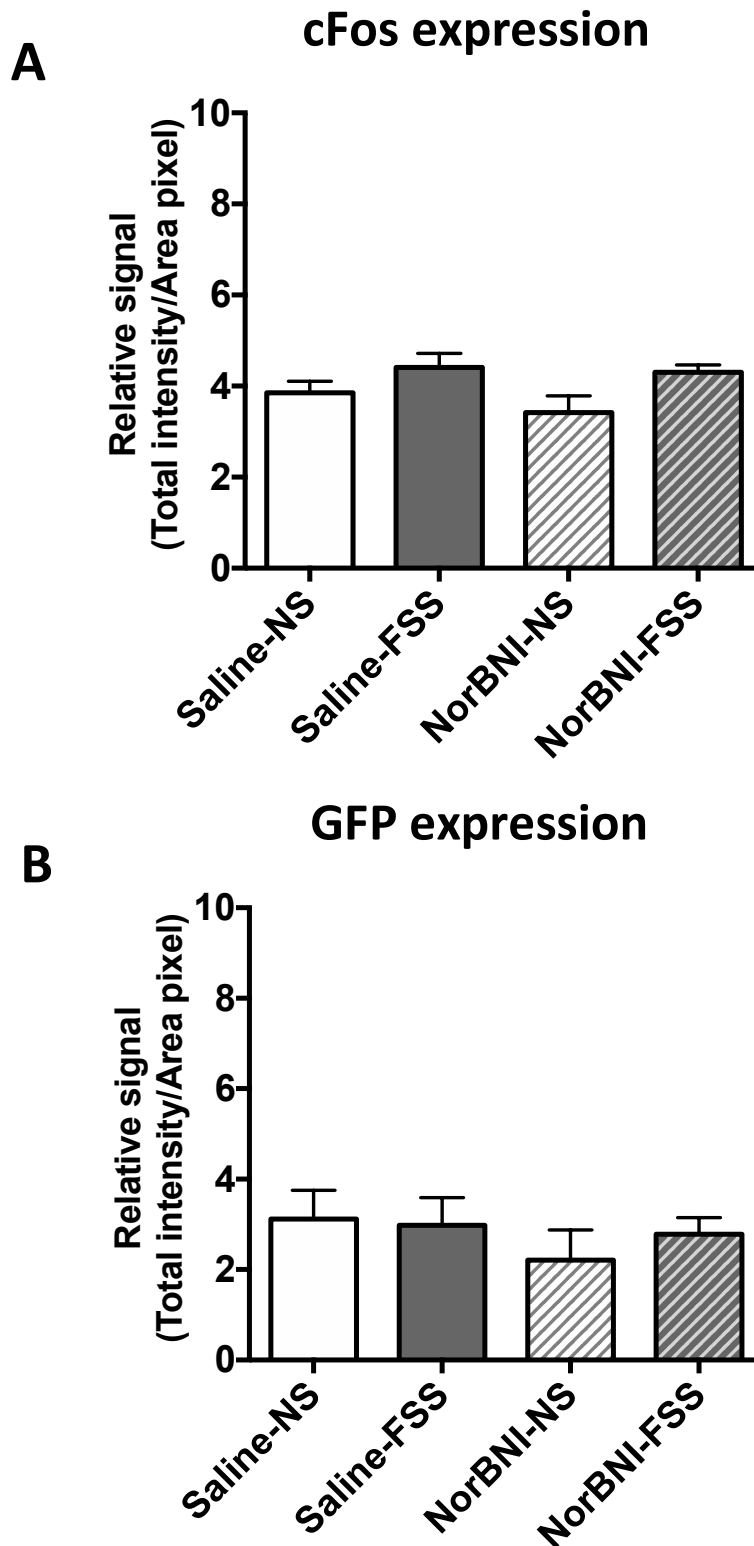 cFos expression
A
Relative signal
(Total intensity/Area pixel)
10
8
6
4
2
0
Saline-NS
Saline-FSS
NorBNI-NS
NorBNI-FSS
GFP expression
B
Relative signal
(Total intensity/Area pixel)
10
8
6
4
2
0
Saline-NS
Saline-FSS
NorBNI-NS
NorBNI-FSS